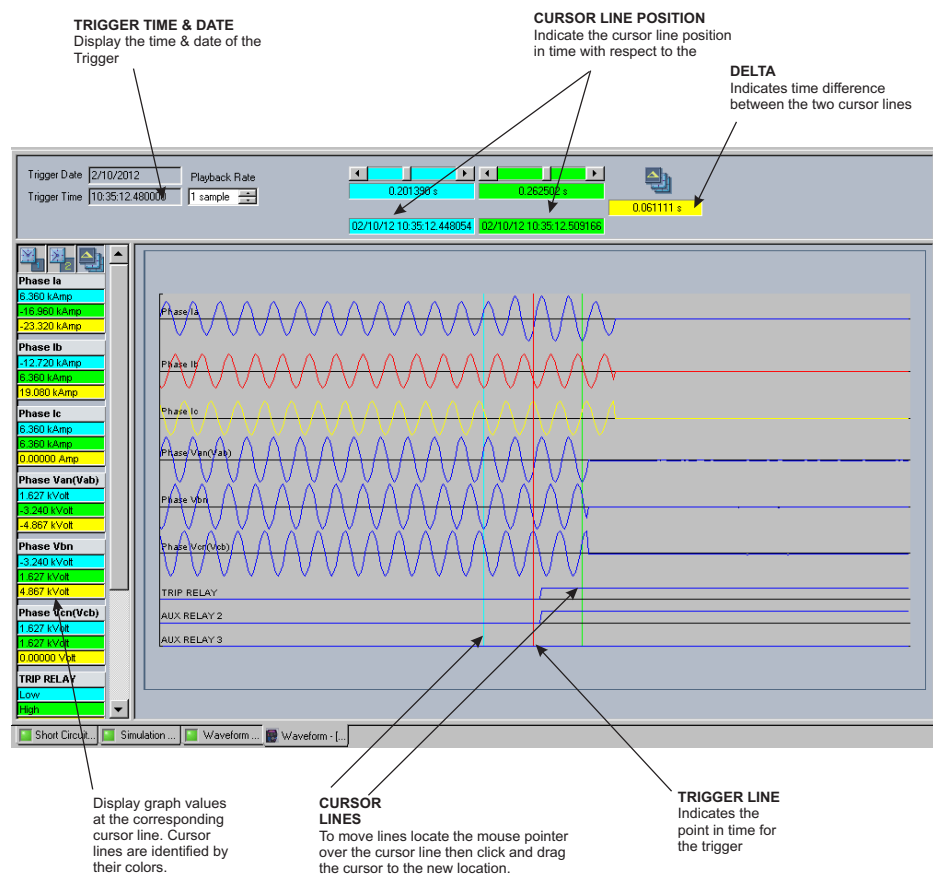 TRIGGER TIME & DATE
Display the time & date of the
Trigger
CURSOR LINE POSITION
Indicate the cursor line position
in time with respect to the
DELTA
Indicates time difference
between the two cursor lines
Trigger Date 2/10/2012
Playback Rate
Trigger Time 10:35:12.480000
1 sample
0.201390 s
0.262502 s
0.061111 s
02/10/12 10:35:12.448054
02/10/12 10:35:12.509166
Phase Ia
6.360 kAmp
-16.960 kAmp
-23.320 kAmp
Phase Ib
-12.720 kAmp
6.360 kAmp
19.080 kAmp
Phase Ic
6.360 kAmp
6.360 kAmp
0.00000 Amp
Phase Van(Vab)
1.627 kVolt
-3.240 kVolt
-4.867 kVolt
Phase Vbn
-3.240 kVolt
1.627 kVolt
4.867 kVolt
Phase Vcn(Vcb)
1.627 kVolt
1.627 kVolt
0.00000 Volt
TRIP RELAY
Low
High
Phase Ia
Phase Ib
Phase Ic
Phase Van(Vab)
Phase Vbn
Phase Vcn(Vcb)
TRIP RELAY
AUX RELAY 2
AUX RELAY 3
Short Circuit...
Simulation ...
Waveform ...
Waveform - [...
Display graph values
at the corresponding
cursor line. Cursor
lines are identified by
their colors.
CURSOR
LINES
To move lines locate the mouse pointer
over the cursor line then click and drag
the cursor to the new location.
TRIGGER LINE
Indicates the
point in time for
the trigger